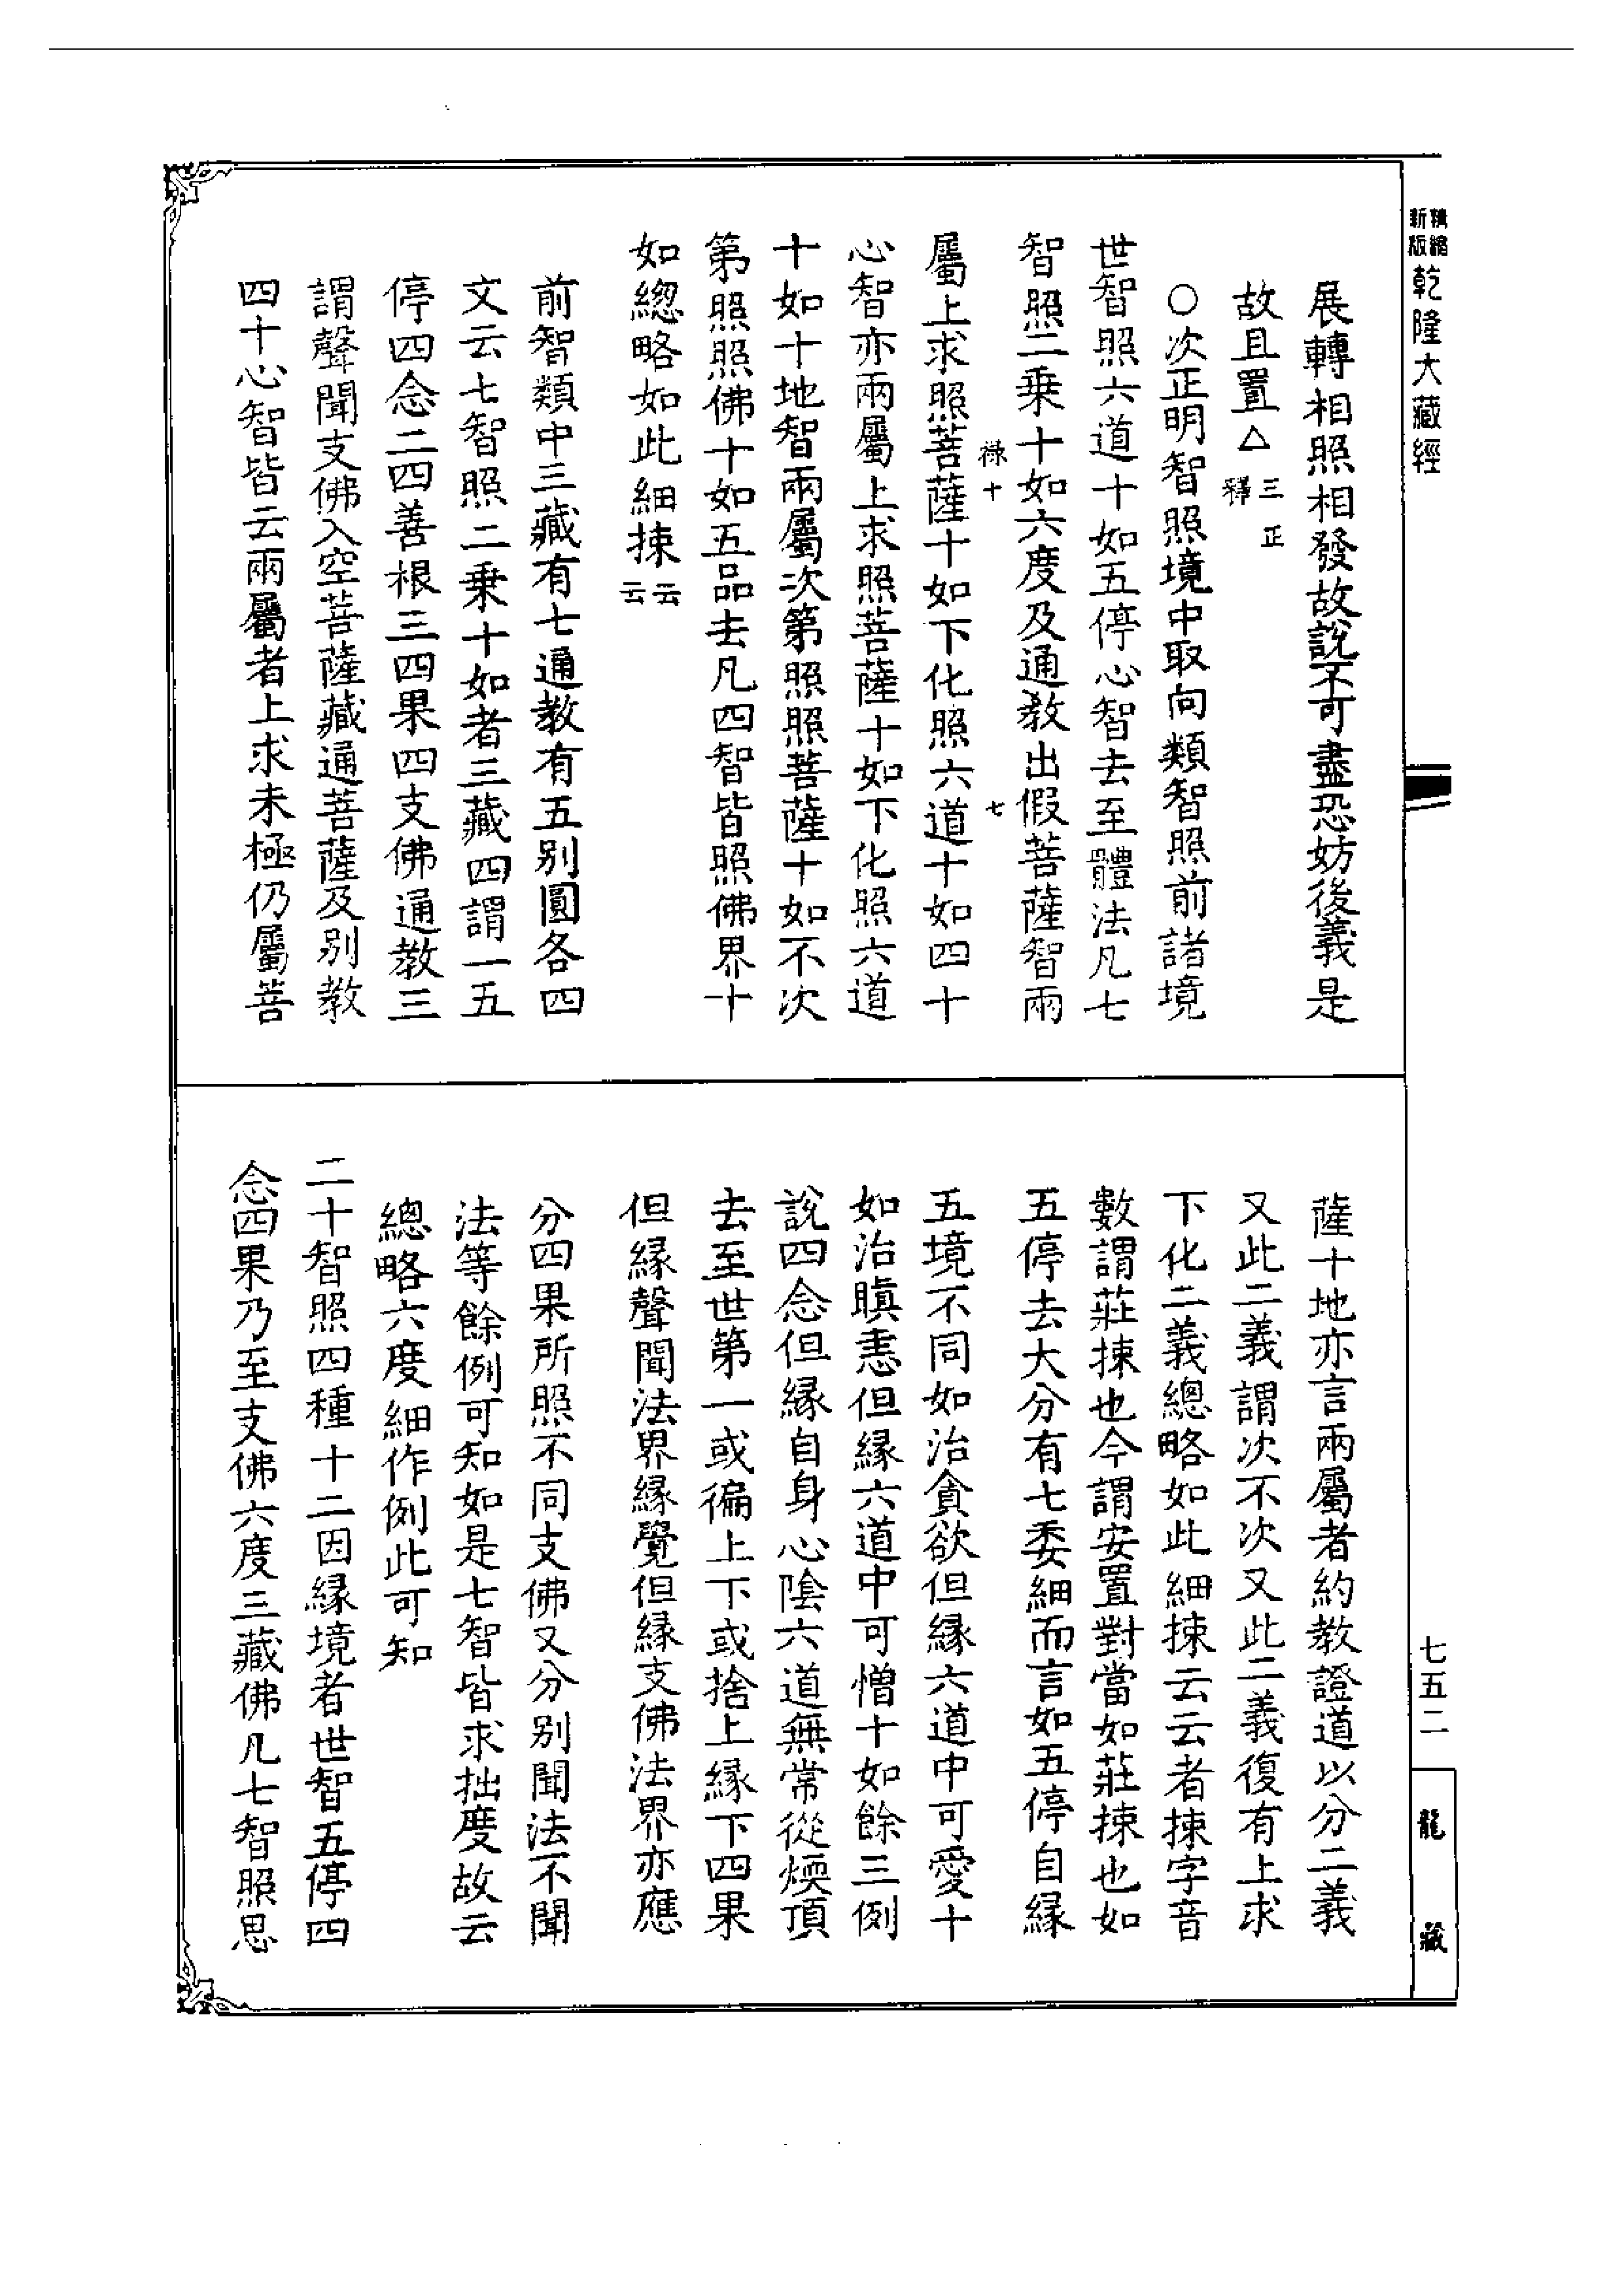 精縮新版乾隆大藏經
展轉相照相發故說不可盡恐妨後義是
故且置△三正釋
○次正明智照境中取向類智照前諸境
世智照六道十如五停心智去至體法凡七
智照二乗十如六度及通教出假菩薩智兩
祿十 七
屬上求照菩薩十如下化照六道十如四十
心智亦兩屬上求照菩薩十如下化照六道
十如十地智兩屬次第照照菩薩十如不次
第照照佛十如五品去凡四智皆照佛界十
如總略如此細揀云云
前智類中三藏有七通教有五別圓各四
文云七智照二乗十如者三藏四謂一五
停四念二四善根三四果四支佛通教三
謂聲聞支佛入空菩薩藏通菩薩及別教
四十心智皆云兩屬者上求未極仍屬菩
薩十地亦言兩屬者約教證道以分二義
又此二義謂次不次又此二義復有上求
下化二義總略如此細揀云云者揀字音
數謂莊揀也今謂安置對當如莊揀也如
五停去大分有七委細而言如五停自緣
五境不同如治貪欲但緣六道中可愛十
如治瞋恚但緣六道中可憎十如餘三例
說四念但緣自身心陰六道無常從煗頂
去至世第一或徧上下或捨上緣下四果
但緣聲聞法界緣覺但緣支佛法界亦應
分四果所照不同支佛又分別聞法不聞
法等餘例可知如是七智皆求拙度故云
總略六度細作例此可知
二十智照四種十二因緣境者世智五停四
念四果乃至支佛六度三藏佛凡七智照思
七五二
龍藏